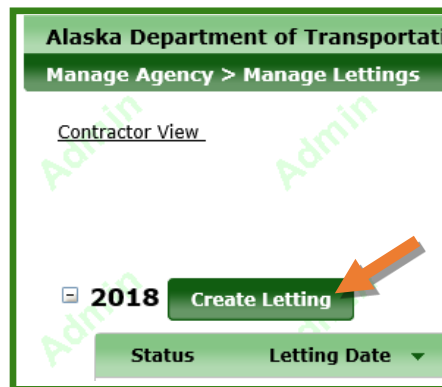 Alaska Department of Transportati
Manage Agency > Manage Lettings
Admin Admin
Contractor View
2018 Create Letting
Admin Admin
Status Letting Date